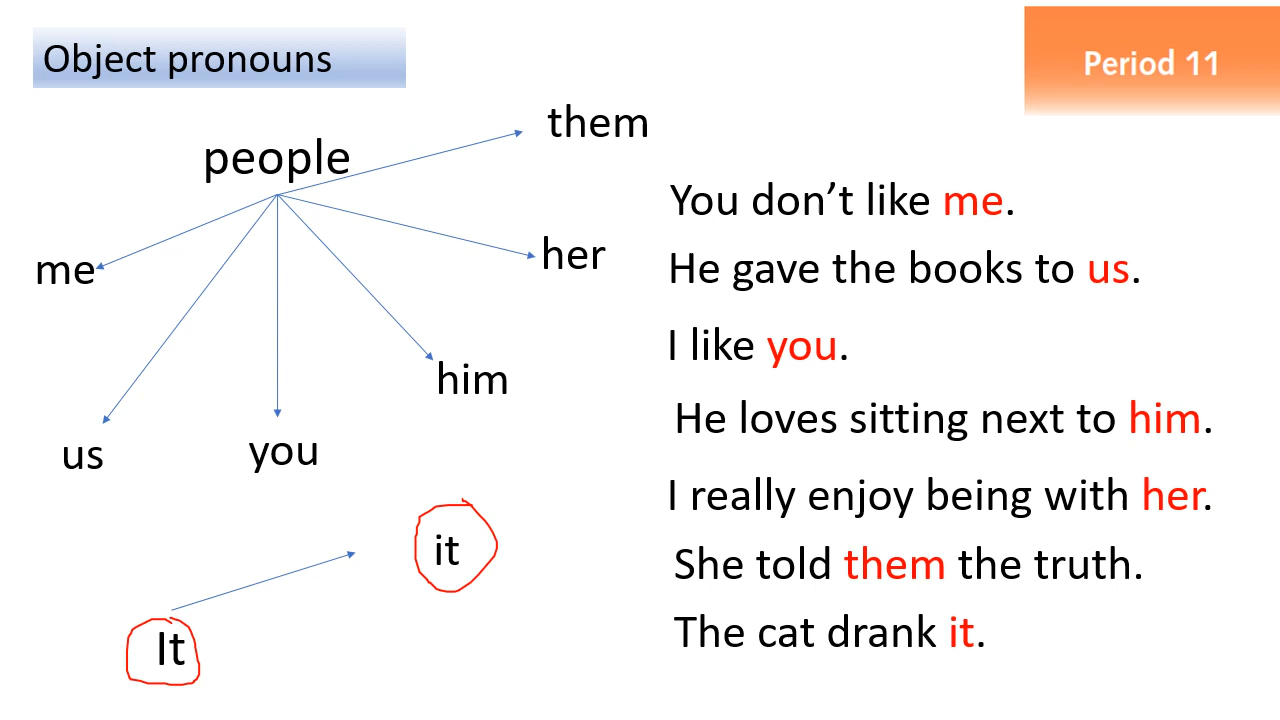 Object pronouns
Period 11
people
them
me
her
him
us
you
it
It
You don’t like me.
He gave the books to us.
I like you.
He loves sitting next to him.
I really enjoy being with her.
She told them the truth.
The cat drank it.